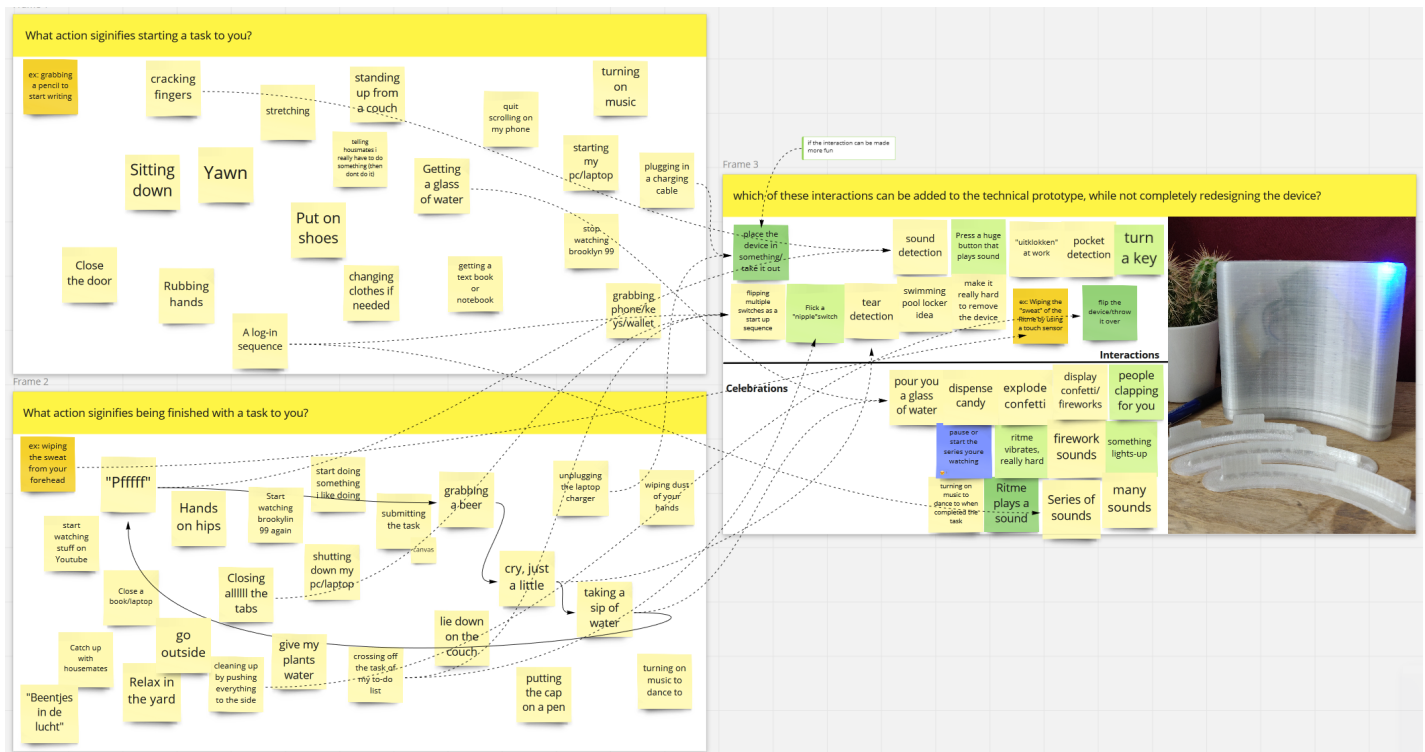 What action siginifies starting a task to you?
ex: grabbing
a pencil to
start writing
cracking
fingers
stretching
standing
up from
a couch
quit
scrolling on
my phone
turning
on
music
Sitting
down
Yawn
telling
housmates i
really have to do
something (then
dont do it)
Getting
a glass
of water
starting
my
pc/laptop
plugging in
a charging
cable
Put on
shoes
stop
watching
brooklyn 99
Close
the door
Rubbing
hands
changing
clothes if
needed
getting a
text book
or
notebook
grabbing
phone/ke
ys/wallet
A log-in
sequence
Frame 2
What action siginifies being finished with a task to you?
ex: wiping
the sweat
from your
forehead
"Pfffff"
Hands
on hips
Start
watching
brookylin
99 again
start doing
something
i like doing
submitting
the task
canvas
grabbing
a beer
unplugging
the laptop
charger
wiping dust
of your
hands
start
watching
stuff on
Youtube
Close a
book/laptop
Closing
allllll the
tabs
shutting
down my
pc/laptop
cry, just
a little
taking a
sip of
water
Catch up
with
housemates
go
outside
give my
plants
water
lie down
on the
couch
"Beentjes
in de
lucht"
Relax in
the yard
cleaning up
by pushing
everything
to the side
crossing off
the task of
my to-do
list
putting
the cap
on a pen
turning on
music to
dance to
if the interaction can be made
more fun
Frame 3
which of these interactions can be added to the technical prototype, while not completely redesigning the device?
place the
device in
something/
take it out
sound
detection
Press a huge
button that
plays sound
"uitklokken"
at work
pocket
detection
turn
a key
flipping
multiple
switches as a
start up
sequence
Flick a
"nipple"switch
tear
detection
swimming
pool locker
idea
make it
really hard
to remove
the device
ex: Wiping the
"sweat" of the
Ritme by using
a touch sensor
flip the
device/throw
it over
Interactions
Celebrations
pour you
a glass
of water
dispense
candy
explode
confetti
display
confetti/
fireworks
people
clapping
for you
pause or
start the
series youre
watching
ritme
vibrates,
really hard
firework
sounds
something
lights-up
turning on
music to
dance to when
completed the
task
Ritme
plays a
sound
Series of
sounds
many
sounds